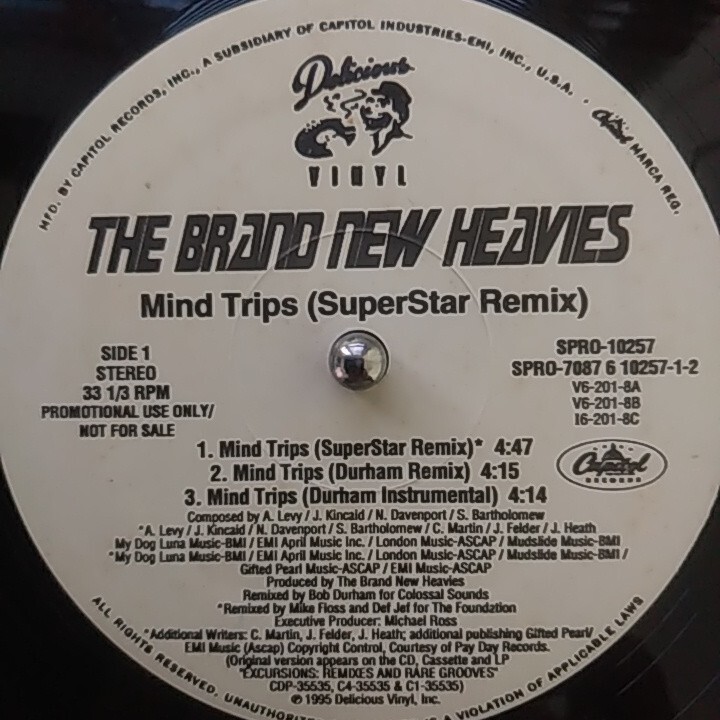 MFD. BY CAPITOL RECORDS, INC., A SUBSIDIARY OF CAPITOL INDUSTRIES-EMI, INC., U.S.A. · Capitol MARCA REG.
Delicious
VINYL
THE BRAND NEW HEAVIES
Mind Trips (SuperStar Remix)
SIDE 1
STEREO
33 1/3 RPM
PROMOTIONAL USE ONLY/
NOT FOR SALE
SPRO-10257
SPRO-7087 6 10257-1-2
V6-201-8A
V6-201-8B
I6-201-8C
Capitol
RECORDS
1. Mind Trips (SuperStar Remix)* 4:47
2. Mind Trips (Durham Remix) 4:15
3. Mind Trips (Durham Instrumental) 4:14
Composed by A. Levy / J. Kincaid / N. Davenport / S. Bartholomew
*A. Levy / J. Kincaid / N. Davenport / S. Bartholomew / C. Martin / J. Felder / J. Heath
My Dog Luna Music-BMI / EMI April Music Inc. / London Music-ASCAP / Mudslide Music-BMI
*My Dog Luna Music-BMI / EMI April Music Inc. / London Music-ASCAP / Mudslide Music-BMI /
Gifted Pearl Music-ASCAP / EMI Music-ASCAP
Produced by The Brand New Heavies
Remixed by Bob Durham for Colossal Sounds
*Remixed by Mike Floss and Def Jef for The Foundation
Executive Producer: Michael Ross
*Additional Writers: C. Martin, J. Felder, J. Heath; additional publishing Gifted Pearl/
EMI Music (Ascap) Copyright Control, Courtesy of Pay Day Records.
(Original version appears on the CD, Cassette and LP
"EXCURSIONS: REMIXES AND RARE GROOVES"
CDP-35535, C4-35535 & C1-35535)
℗©1995 Delicious Vinyl, Inc.
ALL RIGHTS RESERVED. UNAUTHORIZED
IS A VIOLATION OF APPLICABLE LAWS